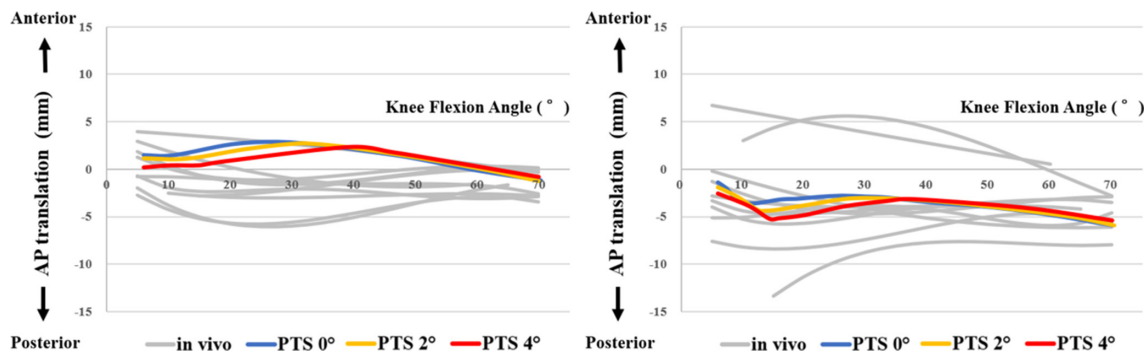 Anterior
15
10
5
0
-5
-10
-15
AP translation (mm)
Posterior
0 10 20 30 40 50 60 70
Knee Flexion Angle ( ° )
in vivo PTS 0° PTS 2° PTS 4°
Anterior
15
10
5
0
-5
-10
-15
AP translation (mm)
Posterior
0 10 20 30 40 50 60 70
Knee Flexion Angle ( ° )
in vivo PTS 0° PTS 2° PTS 4°